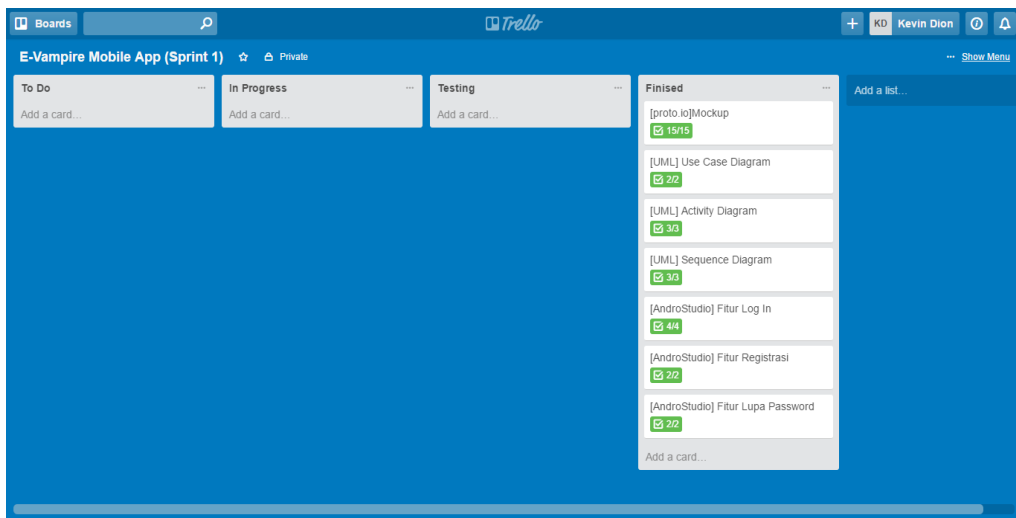 Boards
Trello
KD Kevin Dion
E-Vampire Mobile App (Sprint 1)
Private
... Show Menu
To Do ...
Add a card...
In Progress ...
Add a card...
Testing ...
Add a card...
Finised ...
[proto.io]Mockup
15/15
[UML] Use Case Diagram
2/2
[UML] Activity Diagram
3/3
[UML] Sequence Diagram
3/3
[AndroStudio] Fitur Log In
4/4
[AndroStudio] Fitur Registrasi
2/2
[AndroStudio] Fitur Lupa Password
2/2
Add a card...
Add a list...